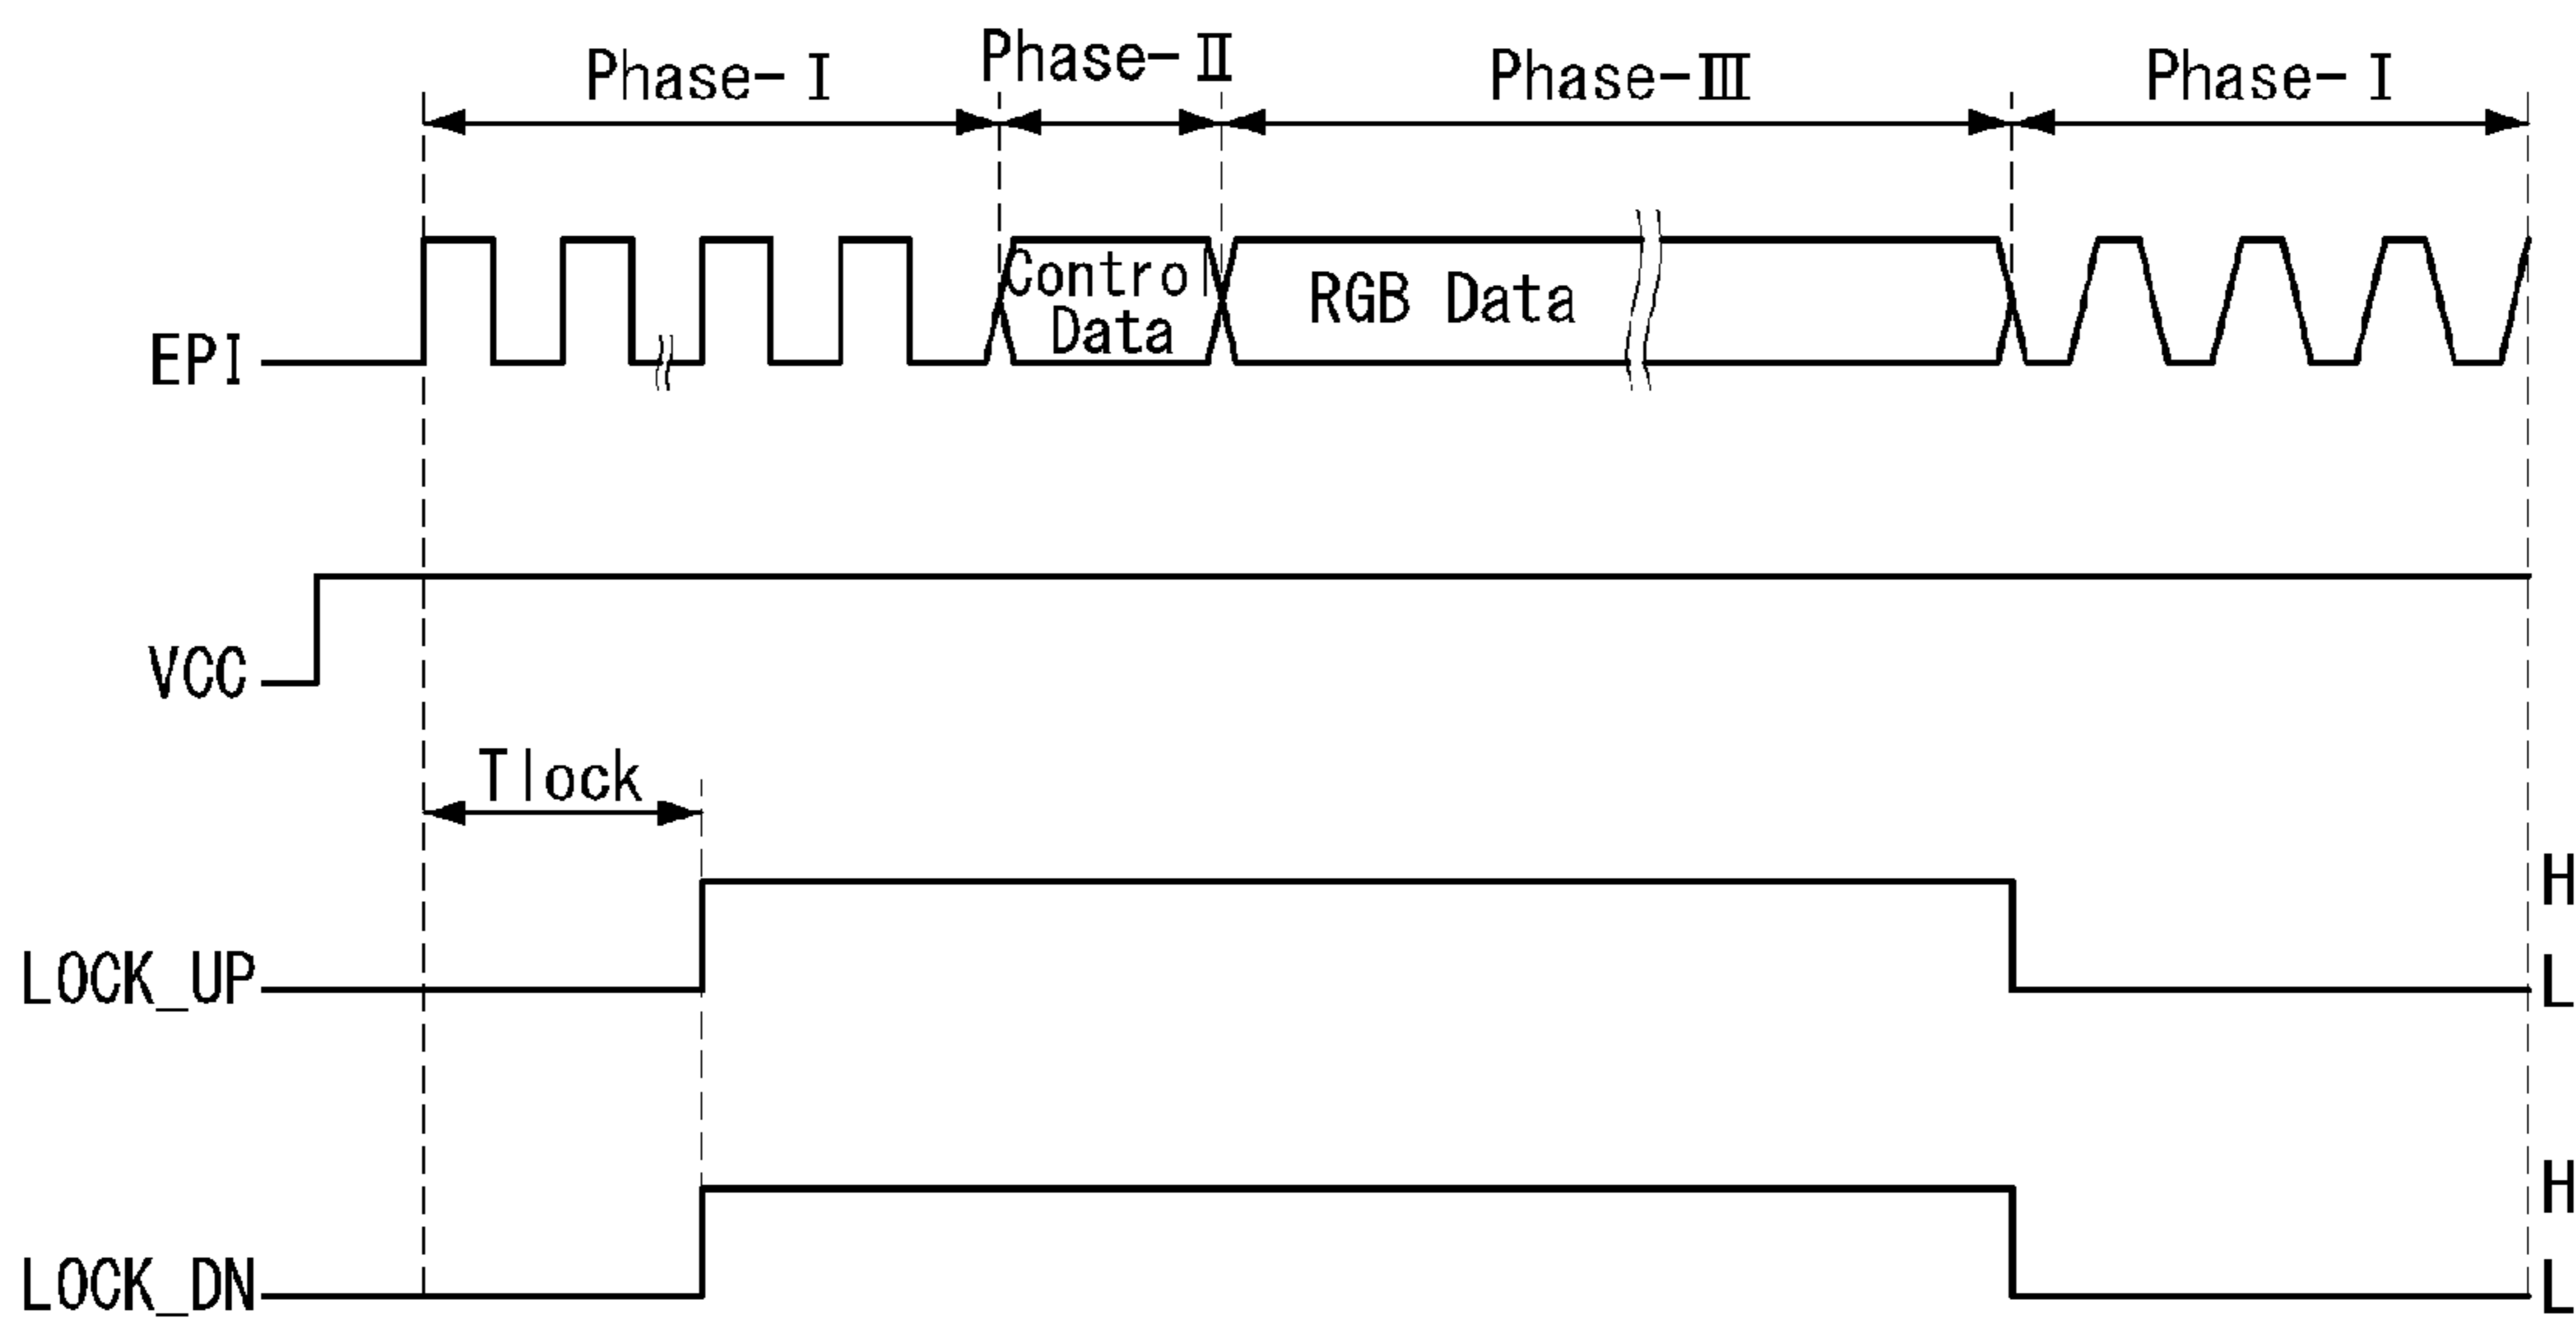 Phase-Ⅰ
Phase-Ⅱ
Phase-Ⅲ
Phase-Ⅰ
EPI
Control
Data
RGB Data
VCC
Tlock
LOCK_UP
H
L
LOCK_DN
H
L